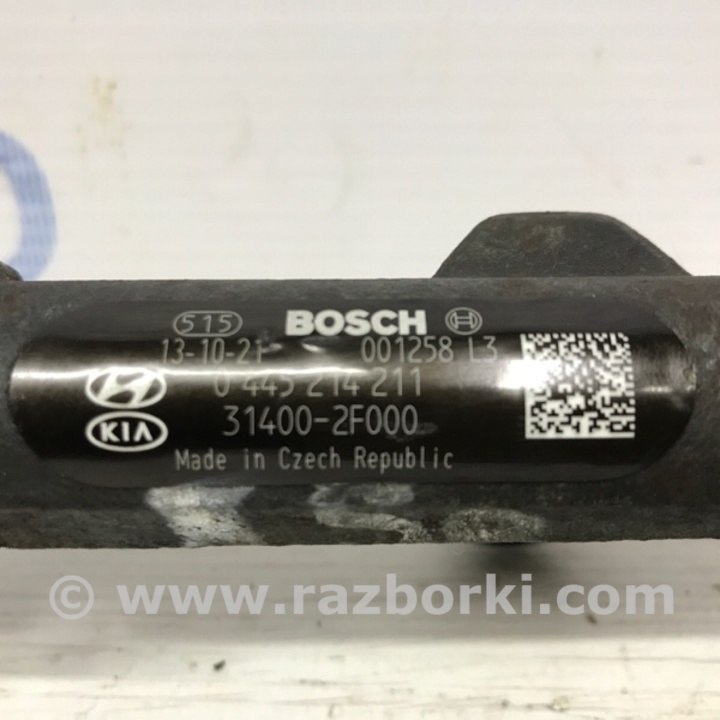 515 BOSCH
13-10-21 001258 L3
0 445 214 211
31400-2F000
KIA
Made in Czech Republic
© www.razborki.com